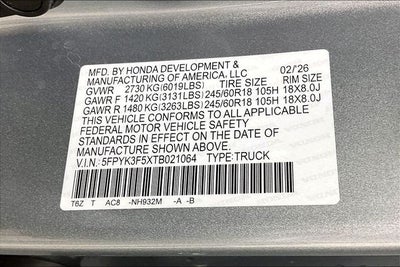 MFD. BY HONDA DEVELOPMENT &
MANUFACTURING OF AMERICA, LLC 02/'26
GVWR 2730 KG(6019LBS) TIRE SIZE RIM SIZE
GAWR F 1420 KG(3131LBS) 245/60R18 105H 18X8.0J
GAWR R 1480 KG(3263LBS) 245/60R18 105H 18X8.0J
THIS VEHICLE CONFORMS TO ALL APPLICABLE
FEDERAL MOTOR VEHICLE SAFETY
STANDARDS IN EFFECT ON THE DATE OF
MANUFACTURE SHOWN ABOVE.
V.I.N: 5FPYK3F5XTB021064 TYPE:TRUCK
T6Z T AC8 -NH932M -A -B